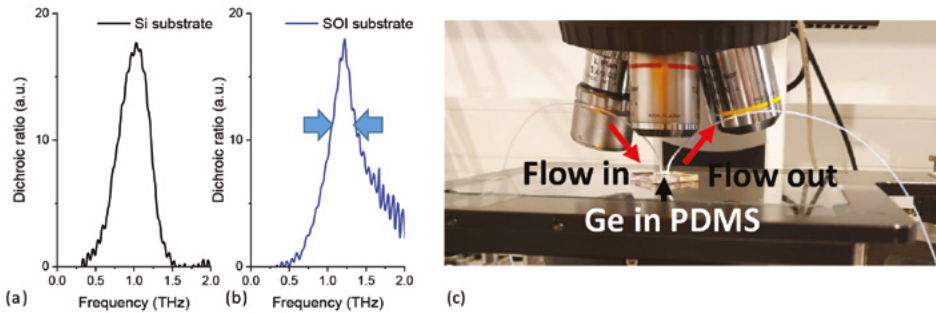 Si substrate
20
10
0
Dichroic ratio (a.u.)
0.0 0.5 1.0 1.5 2.0
Frequency (THz)
(a)
SOI substrate
20
10
0
Dichroic ratio (a.u.)
0.0 0.5 1.0 1.5 2.0
Frequency (THz)
(b)
Flow in
Flow out
Ge in PDMS
(c)